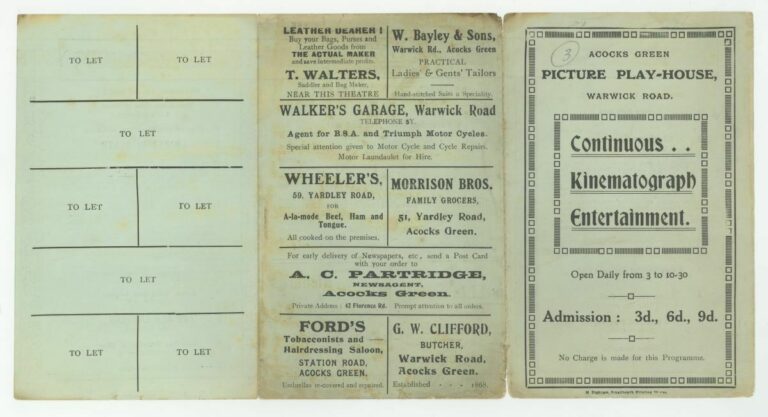 TO LET
TO LET
TO LET
TO LET
TO LET
TO LET
TO LET
TO LET
LEATHER DEARER !
Buy your Bags, Purses and
Leather Goods from
THE ACTUAL MAKER
and save intermediate profits.
T. WALTERS,
Saddler and Bag Maker,
NEAR THIS THEATRE
W. Bayley & Sons,
Warwick Rd., Acocks Green
PRACTICAL
Ladies' & Gents' Tailors
Hand-stitched Suits a Speciality.
WALKER'S GARAGE, Warwick Road
TELEPHONE 87.
Agent for B.S.A. and Triumph Motor Cycles.
Special attention given to Motor Cycle and Cycle Repairs.
Motor Laundaulet for Hire.
WHEELER'S,
59, YARDLEY ROAD,
FOR
A-la-mode Beef, Ham and
Tongue.
All cooked on the premises.
MORRISON BROS.
FAMILY GROCERS,
51, Yardley Road,
Acocks Green.
For early delivery of Newspapers, etc., send a Post Card
with your order to
A. C. PARTRIDGE,
NEWSAGENT,
Acocks Green.
Private Address : 42 Florence Rd. Prompt attention to all orders.
FORD'S
Tobacconists and
Hairdressing Saloon,
STATION ROAD,
ACOCKS GREEN.
Umbrellas re-covered and repaired.
G. W. CLIFFORD,
BUTCHER,
Warwick Road,
Acocks Green.
Established - - - 1868.
3
ACOCKS GREEN
PICTURE PLAY-HOUSE,
WARWICK ROAD.
Continuous . .
Kinematograph
Entertainment.
Open Daily from 3 to 10-30
Admission : 3d., 6d., 9d.
No Charge is made for this Programme.